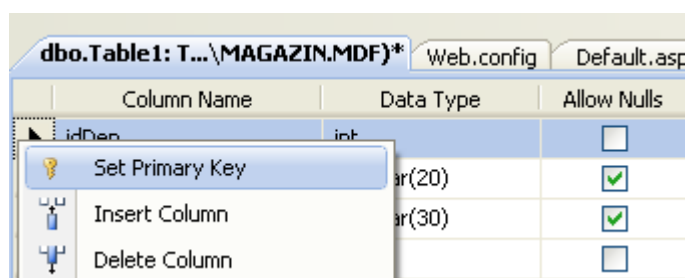 dbo.Table1: T...\MAGAZIN.MDF)* Web.config Default.asp
Column Name Data Type Allow Nulls
idDep int
Set Primary Key ar(20)
Insert Column ar(30)
Delete Column